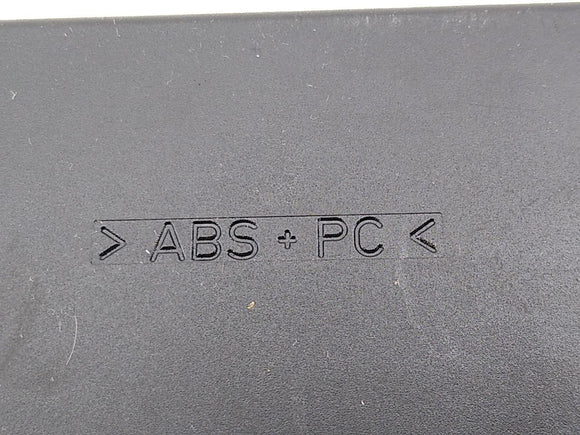 > ABS + PC <